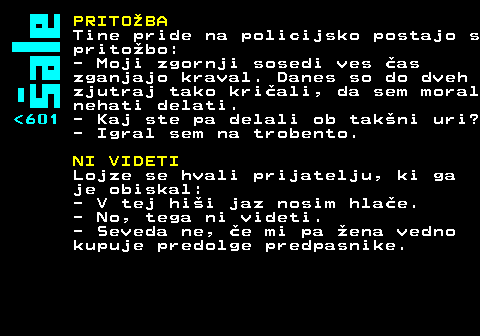 Šale
<601
PRITOŽBA
Tine pride na policijsko postajo s
pritožbo:
- Moji zgornji sosedi ves čas
zganjajo kraval. Danes so do dveh
zjutraj tako kričali, da sem moral
nehati delati.
- Kaj ste pa delali ob takšni uri?
- Igral sem na trobento.
NI VIDETI
Lojze se hvali prijatelju, ki ga
je obiskal:
- V tej hiši jaz nosim hlače.
- No, tega ni videti.
- Seveda ne, če mi pa žena vedno
kupuje predolge predpasnike.